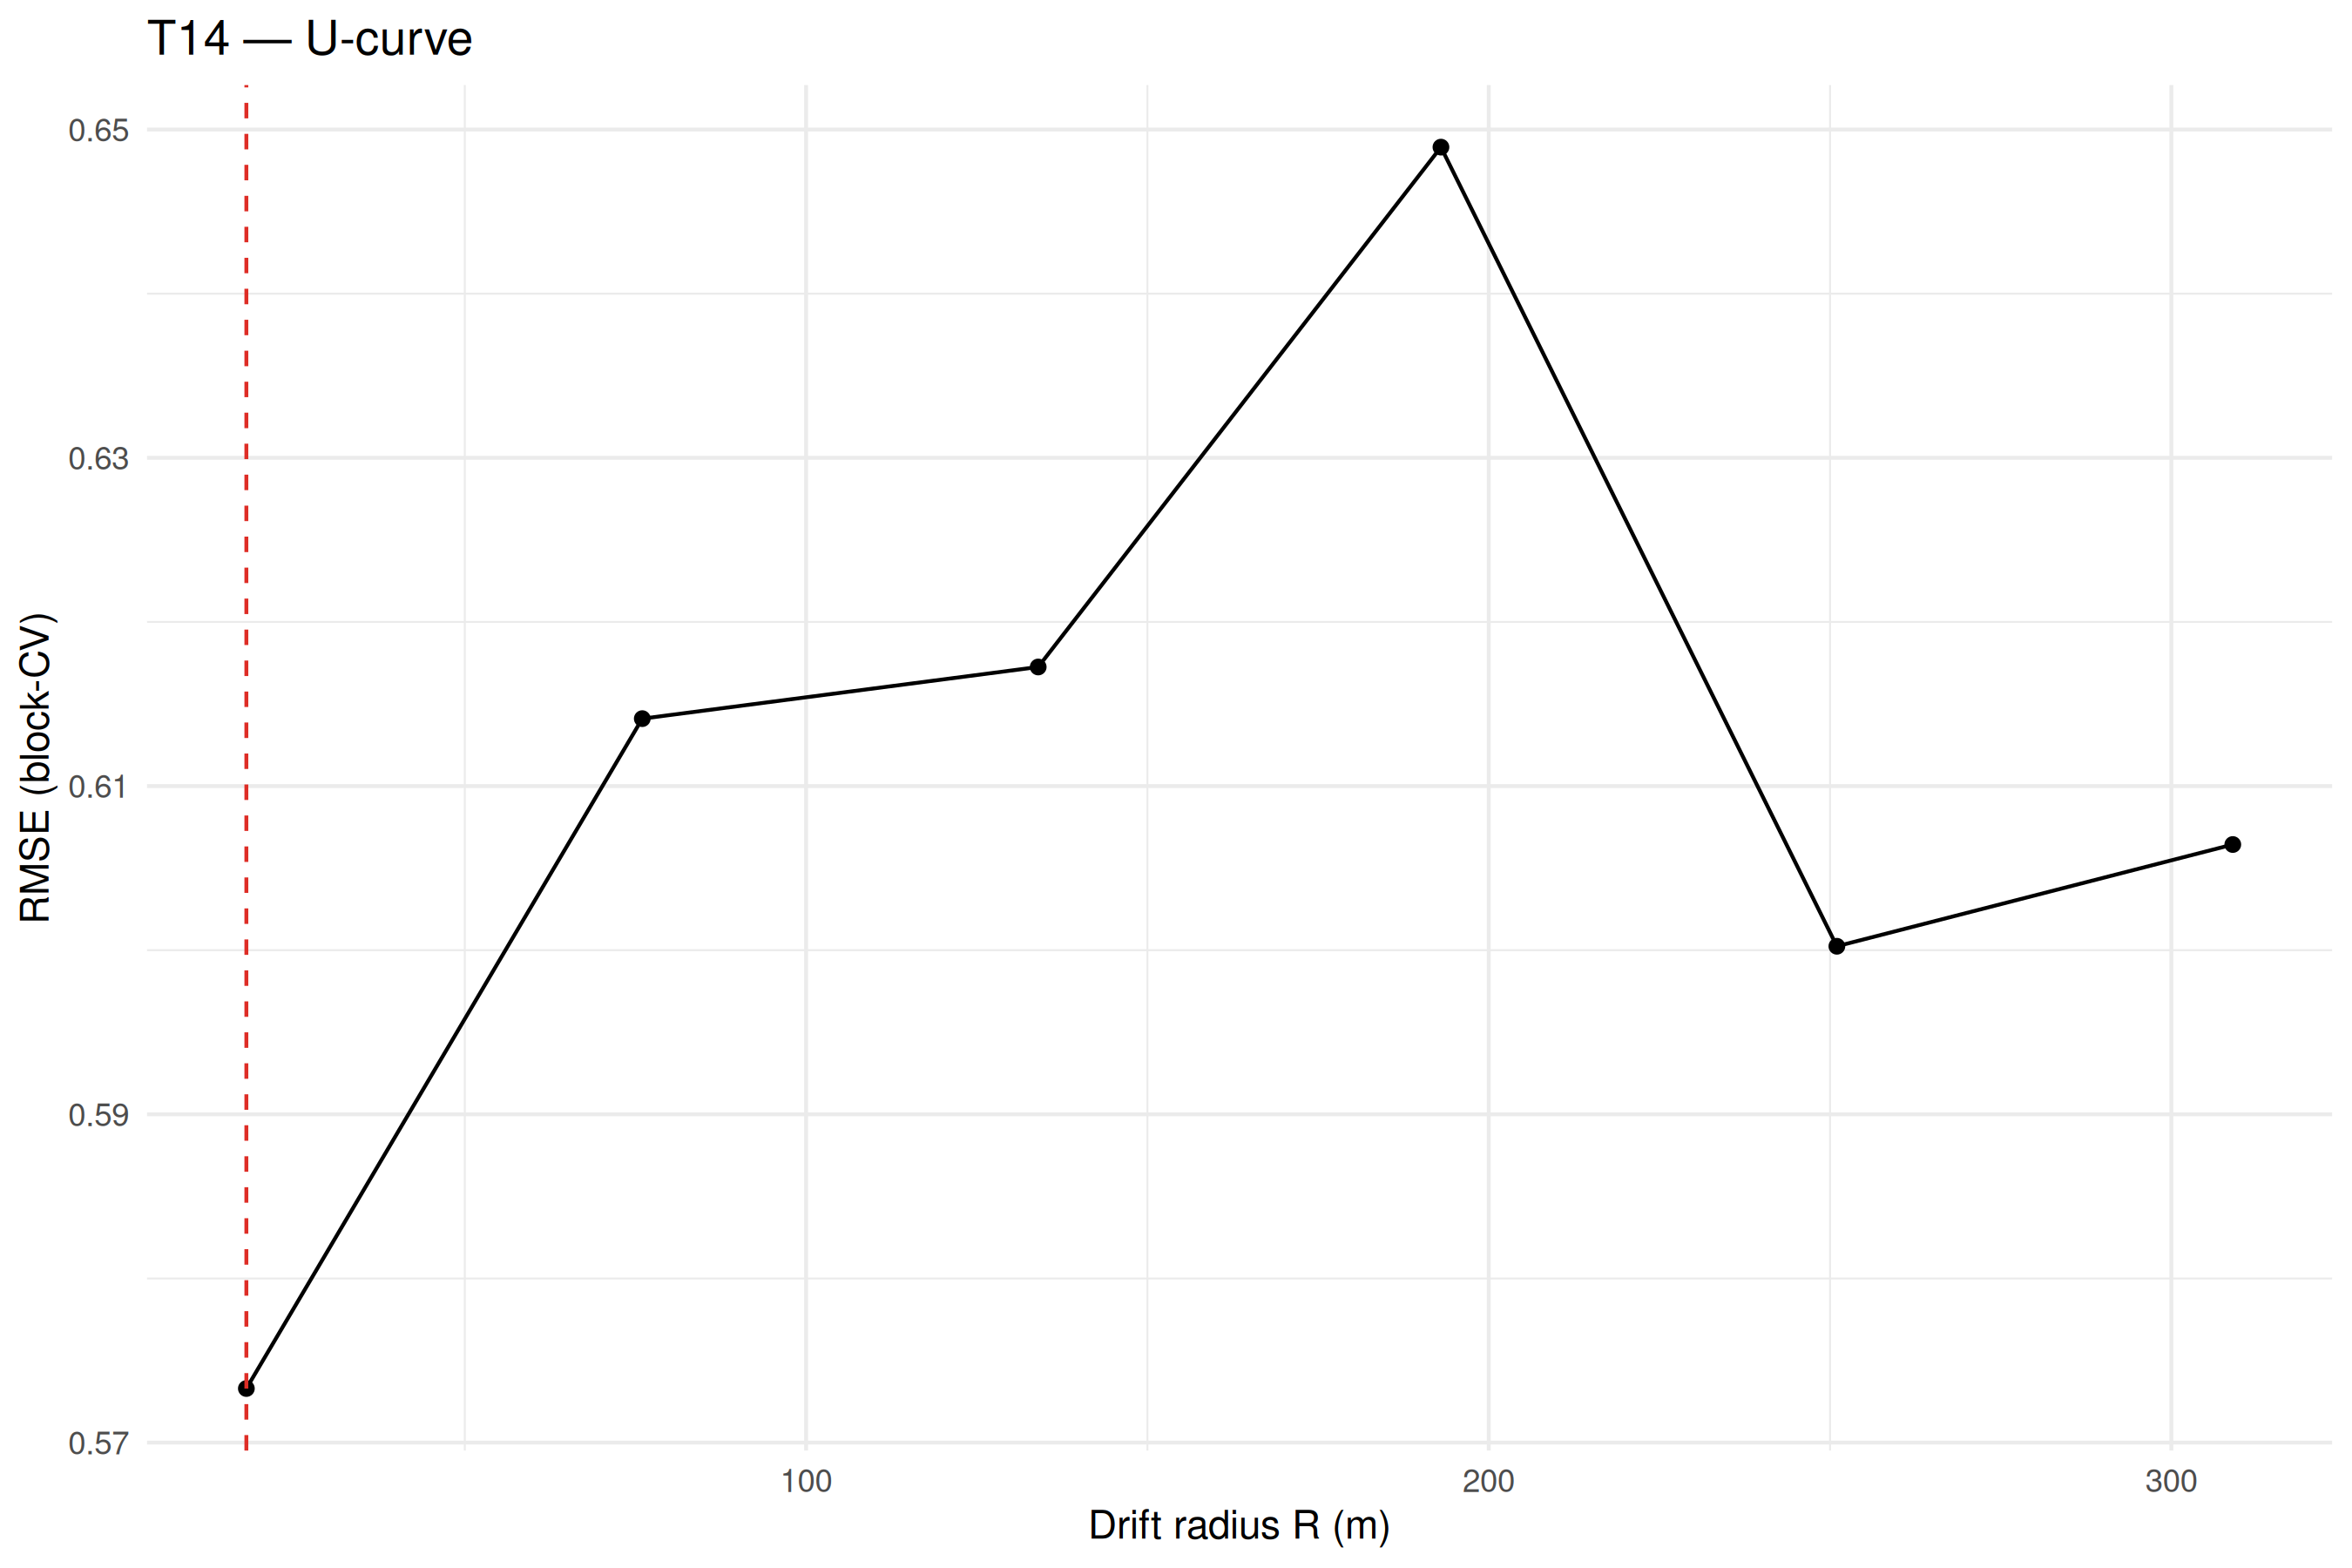 T14 — U-curve
0.65
0.63
0.61
0.59
0.57
RMSE (block-CV)
100
200
300
Drift radius R (m)